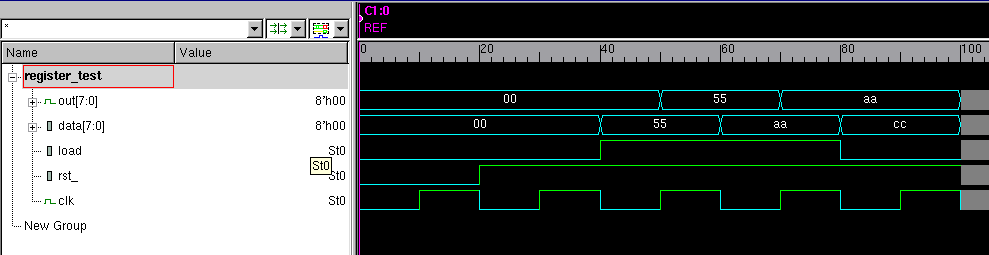 C1:0
*
REF
Name Value
0 20 40 60 80 100
register_test
out[7:0] 8'h00 00 55 aa
data[7:0] 8'h00 00 55 aa cc
load St0
St0
rst_ St0
clk St0
New Group